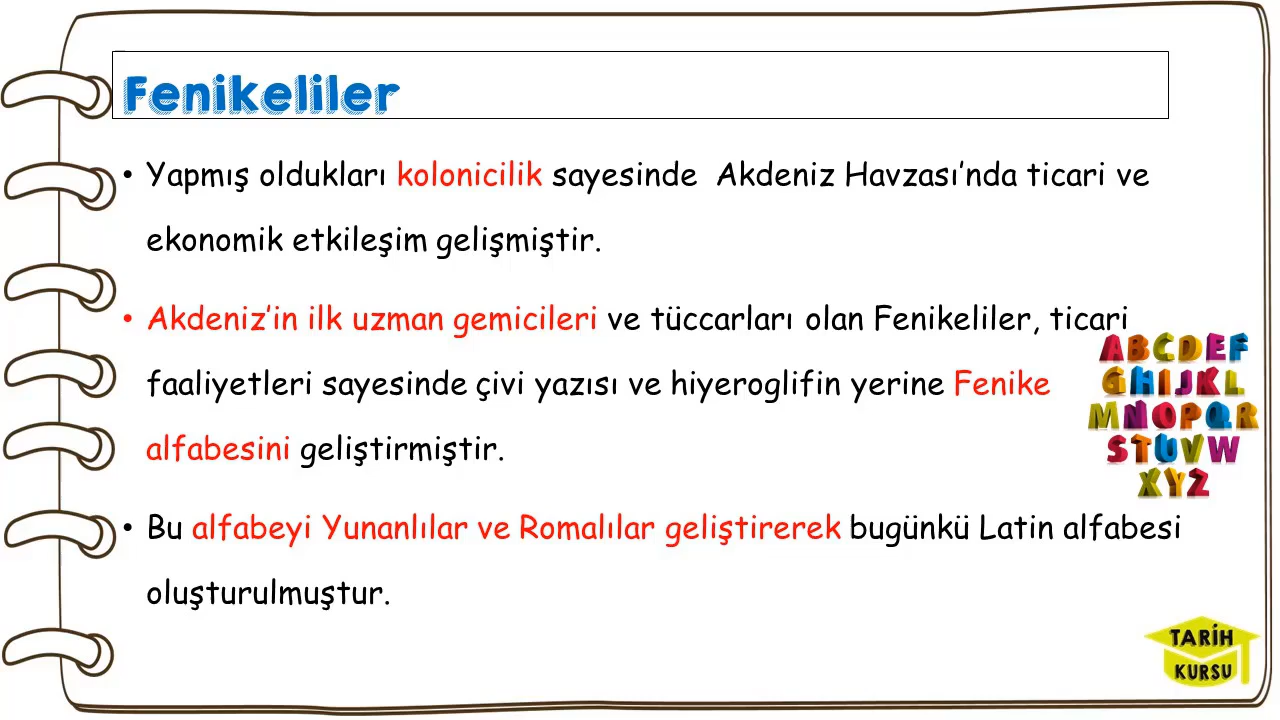 Fenikeliler
• Yapmış oldukları kolonicilik sayesinde Akdeniz Havzası’nda ticari ve
ekonomik etkileşim gelişmiştir.
• Akdeniz’in ilk uzman gemicileri ve tüccarları olan Fenikeliler, ticari
faaliyetleri sayesinde çivi yazısı ve hiyeroglifin yerine Fenike
alfabesini geliştirmiştir.
ABCDEF
GHIJKL
MNOPQR
STUVW
XYZ
• Bu alfabeyi Yunanlılar ve Romalılar geliştirerek bugünkü Latin alfabesi
oluşturulmuştur.
TARİH
KURSU